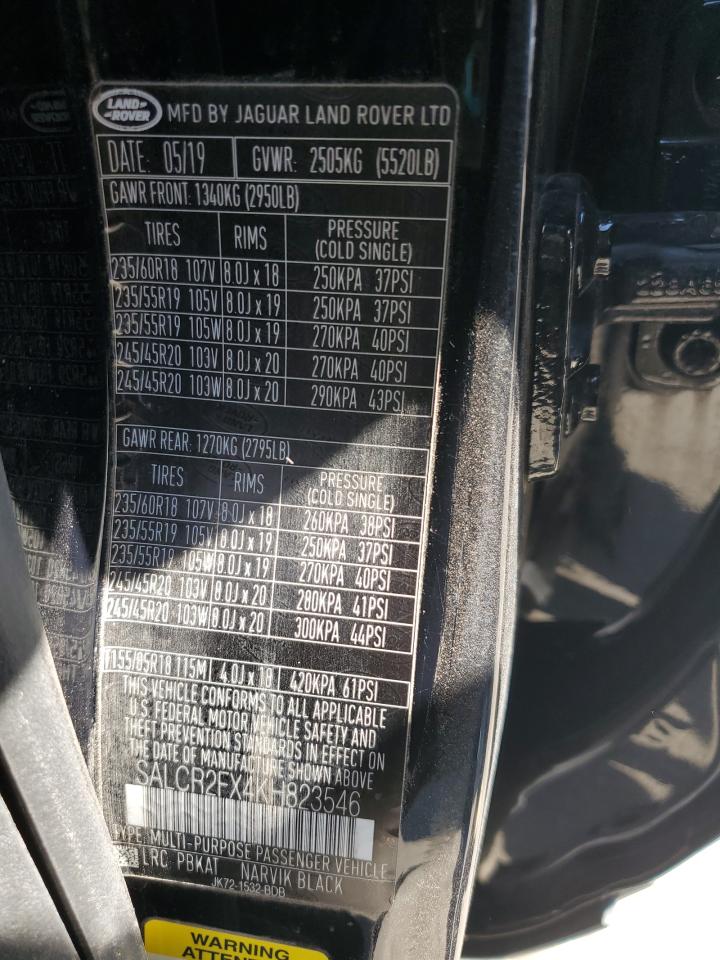 LAND ROVER MFD BY JAGUAR LAND ROVER LTD
DATE: 05/19 GVWR: 2505KG (5520LB)
GAWR FRONT: 1340KG (2950LB)
TIRES RIMS PRESSURE (COLD SINGLE)
235/60R18 107V 8.0J x 18 250KPA 37PSI
235/55R19 105V 8.0J x 19 250KPA 37PSI
235/55R19 105W 8.0J x 19 270KPA 40PSI
245/45R20 103V 8.0J x 20 270KPA 40PSI
245/45R20 103W 8.0J x 20 290KPA 43PSI
GAWR REAR: 1270KG (2795LB)
TIRES RIMS PRESSURE (COLD SINGLE)
235/60R18 107V 8.0J x 18 260KPA 38PSI
235/55R19 105V 8.0J x 19 250KPA 37PSI
235/55R19 105W 8.0J x 19 270KPA 40PSI
245/45R20 103V 8.0J x 20 280KPA 41PSI
245/45R20 103W 8.0J x 20 300KPA 44PSI
T155/85R18 115M 4.0J x 18 420KPA 61PSI
THIS VEHICLE CONFORMS TO ALL APPLICABLE
U.S. FEDERAL MOTOR VEHICLE SAFETY AND
THEFT PREVENTION STANDARDS IN EFFECT ON
THE DATE OF MANUFACTURE SHOWN ABOVE.
SALCR2FX4KH823546
TYPE: MULTI-PURPOSE PASSENGER VEHICLE
LRC PBKAT NARVIK BLACK
JK72-1532-BDB
WARNING